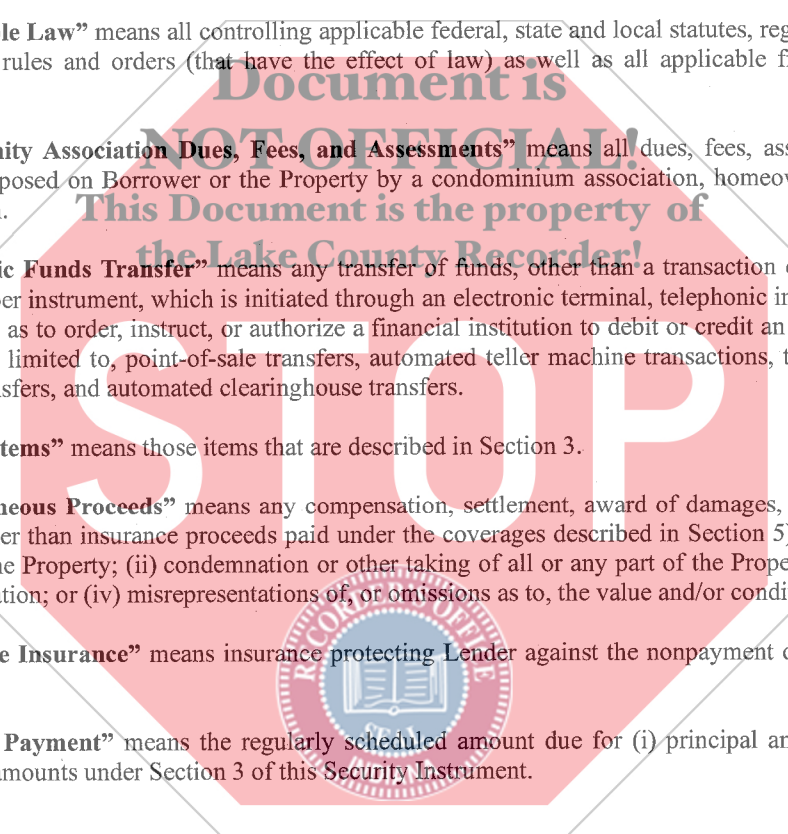 le Law” means all controlling applicable federal, state and local statutes, reg
rules and orders (that have the effect of law) as well as all applicable f
Document is
NOT OFFICIAL!
nity Association Dues, Fees, and Assessments” means all dues, fees, ass
posed on Borrower or the Property by a condominium association, homeov
This Document is the property of
the Lake County Recorder!
ic Funds Transfer” means any transfer of funds, other than a transaction
er instrument, which is initiated through an electronic terminal, telephonic in
as to order, instruct, or authorize a financial institution to debit or credit an
limited to, point-of-sale transfers, automated teller machine transactions, t
sfers, and automated clearinghouse transfers.
STOP
tems” means those items that are described in Section 3.
neous Proceeds” means any compensation, settlement, award of damages,
er than insurance proceeds paid under the coverages described in Section 5)
he Property; (ii) condemnation or other taking of all or any part of the Prope
ation; or (iv) misrepresentations of, or omissions as to, the value and/or condi
RECORDER'S OFFICE
e Insurance” means insurance protecting Lender against the nonpayment o
SEAL
Payment” means the regularly scheduled amount due for (i) principal an
INDIANA
mounts under Section 3 of this Security Instrument.